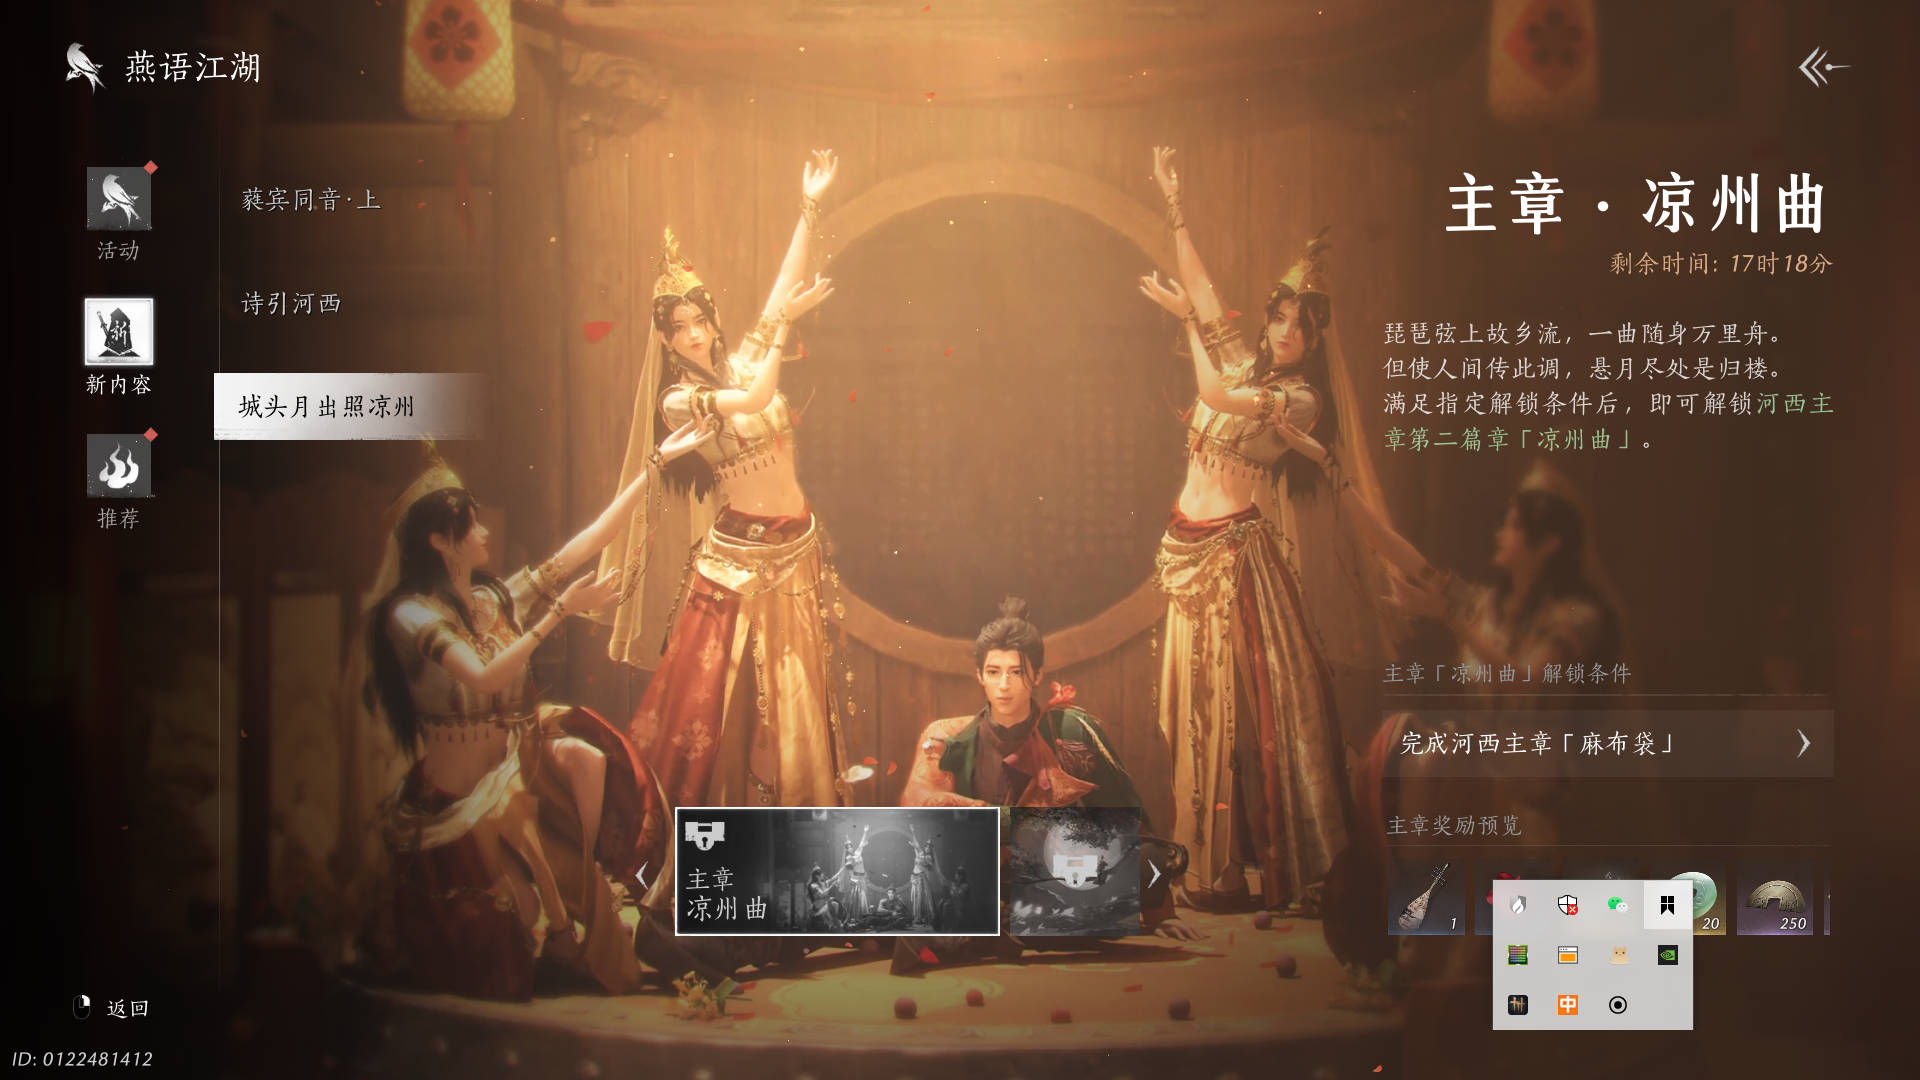 燕语江湖
活动
新
新内容
推荐
蕤宾同音·上
诗引河西
城头月出照凉州
主章·凉州曲
剩余时间: 17时18分
琵琶弦上故乡流，一曲随身万里舟。
但使人间传此调，悬月尽处是归楼。
满足指定解锁条件后，即可解锁河西主
章第二篇章「凉州曲」。
主章「凉州曲」解锁条件
完成河西主章「麻布袋」
主章奖励预览
1
20
250
中
主章
凉州曲
返回
ID: 0122481412